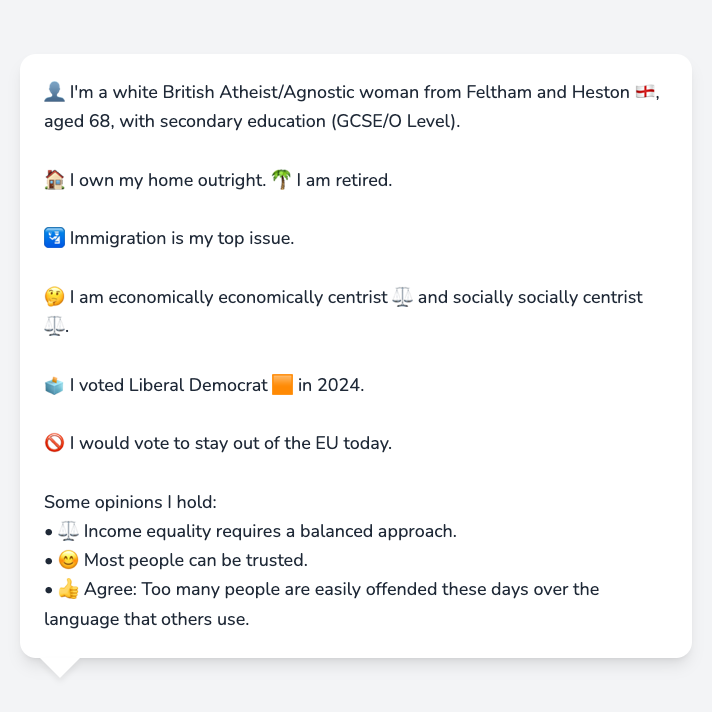 👤 I'm a white British Atheist/Agnostic woman from Feltham and Heston 🏴󠁧󠁢󠁥󠁮󠁧󠁿,
aged 68, with secondary education (GCSE/O Level).
🏠 I own my home outright. 🌴 I am retired.
🛂 Immigration is my top issue.
🤔 I am economically economically centrist ⚖️ and socially socially centrist
⚖️.
🗳️ I voted Liberal Democrat 🟧 in 2024.
🚫 I would vote to stay out of the EU today.
Some opinions I hold:
• ⚖️ Income equality requires a balanced approach.
• 😊 Most people can be trusted.
• 👍 Agree: Too many people are easily offended these days over the
language that others use.